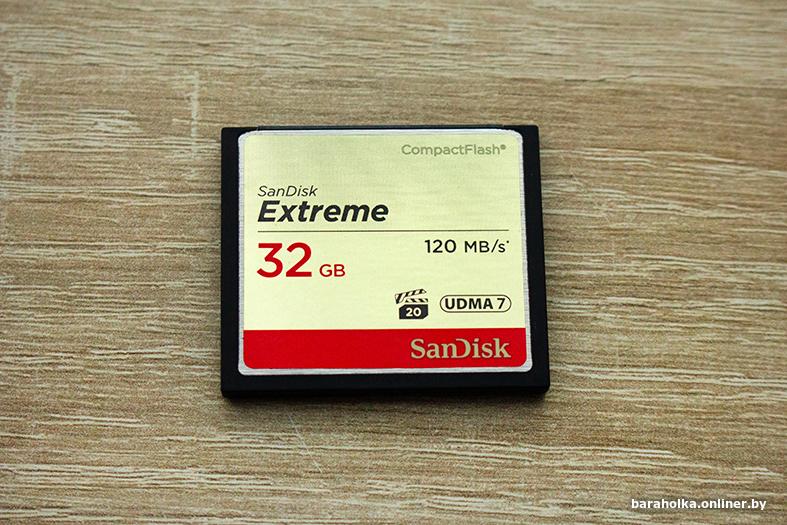 CompactFlash®
SanDisk
Extreme
32 GB
120 MB/s*
20
UDMA 7
SanDisk
baraholka.onliner.by